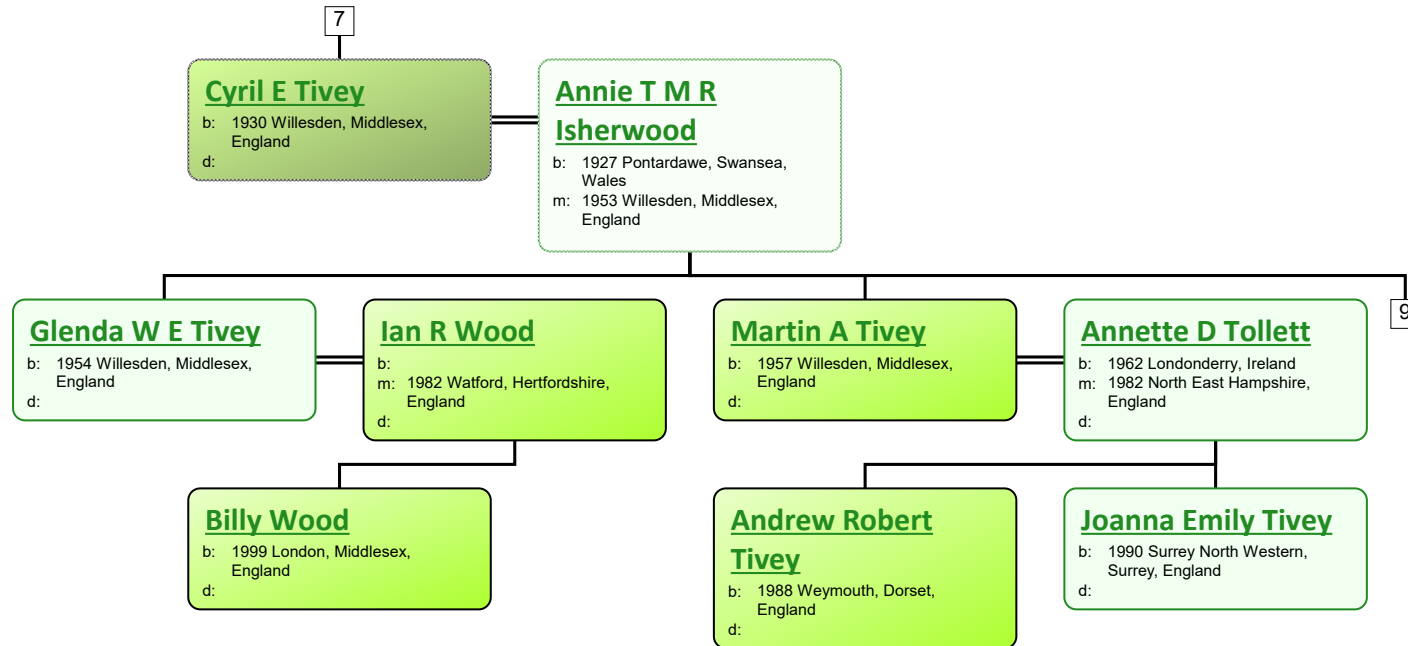 7
Cyril E Tivey
b: 1930 Willesden, Middlesex,
England
d:
Annie T M R
Isherwood
b: 1927 Pontardawe, Swansea,
Wales
m: 1953 Willesden, Middlesex,
England
Glenda W E Tivey
b: 1954 Willesden, Middlesex,
England
d:
Ian R Wood
b:
m: 1982 Watford, Hertfordshire,
England
d:
Martin A Tivey
b: 1957 Willesden, Middlesex,
England
d:
Annette D Tollett
b: 1962 Londonderry, Ireland
m: 1982 North East Hampshire,
England
d:
9
Billy Wood
b: 1999 London, Middlesex,
England
d:
Andrew Robert
Tivey
b: 1988 Weymouth, Dorset,
England
d:
Joanna Emily Tivey
b: 1990 Surrey North Western,
Surrey, England
d: